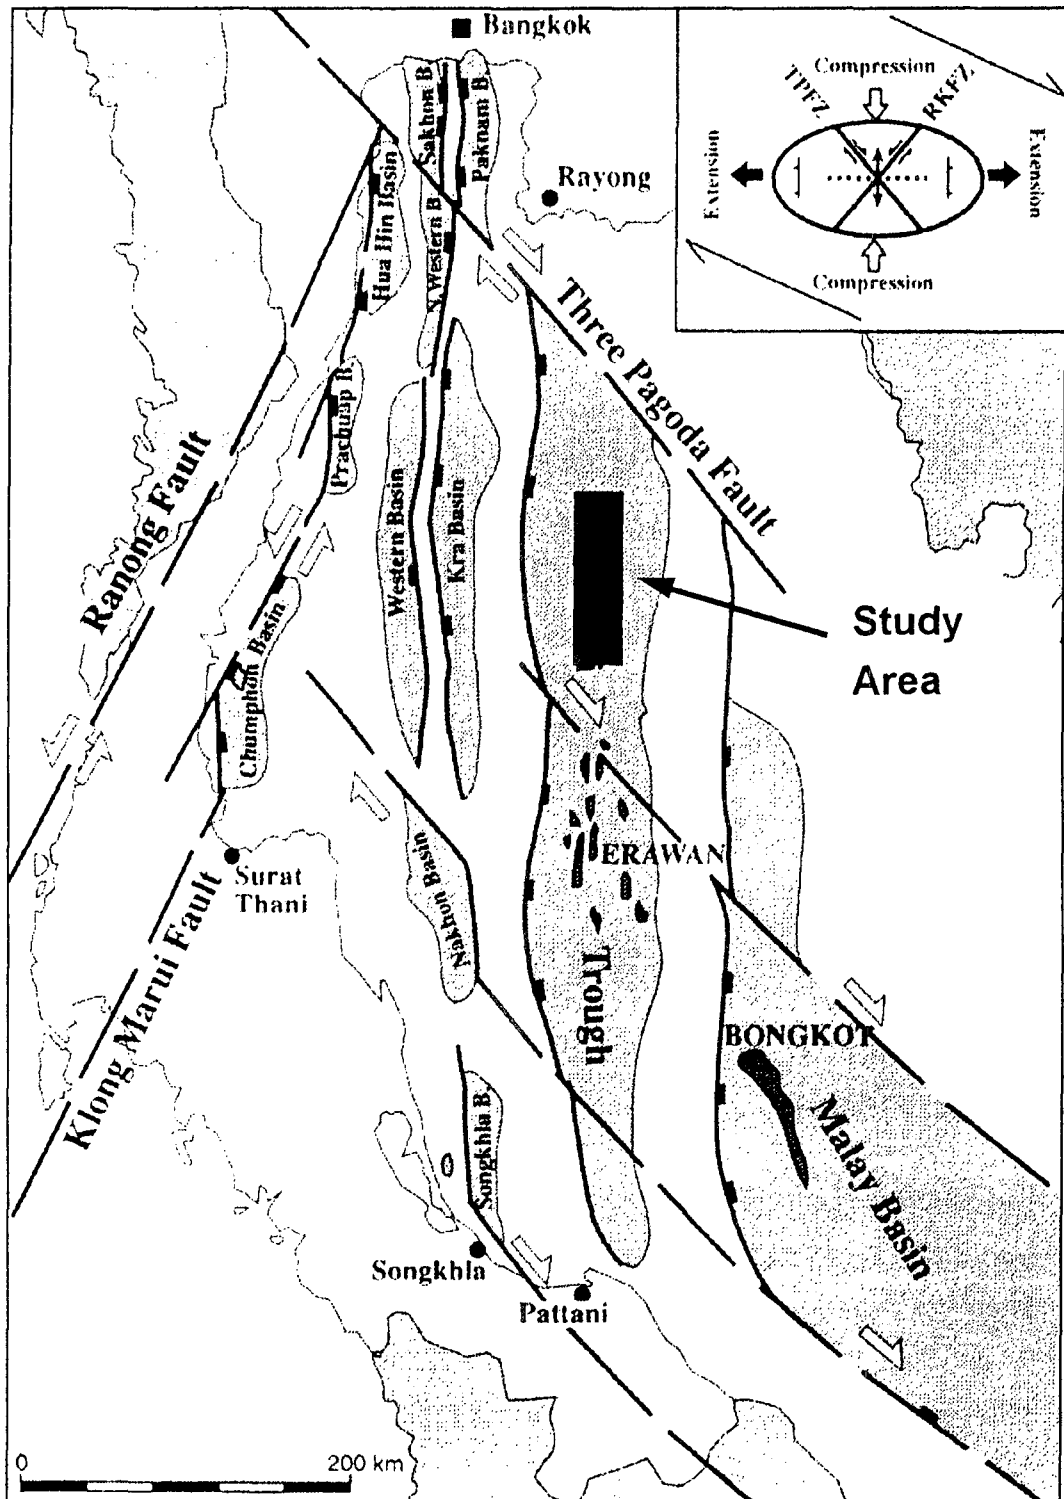 Bangkok
Sakhon B.
Paknam B.
Hua Hin Basin
N. Western B.
Rayong
Compression
TPFZ
RKFZ
Extension
Extension
Compression
Three Pagoda Fault
Prachuap B.
Ranong Fault
Western Basin
Kra Basin
Study
Area
Chumphon Basin
Surat
Thani
Klong Marui Fault
Nakhon Basin
ERAWAN
Trough
BONGKOT
Malay Basin
Songkhla B.
Songkhla
Pattani
0
200 km